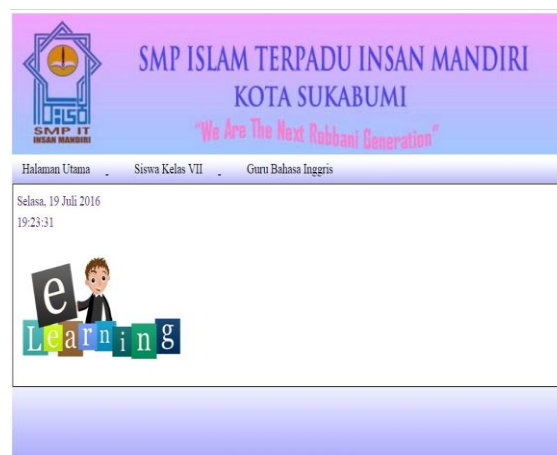 SMP ISLAM TERPADU INSAN MANDIRI
KOTA SUKABUMI
"We Are The Next Robbani Generation"
SMP IT
INSAN MANDIRI
Halaman Utama - Siswa Kelas VII - Guru Bahasa Inggris
Selasa, 19 Juli 2016
19:23:31
e
Learning